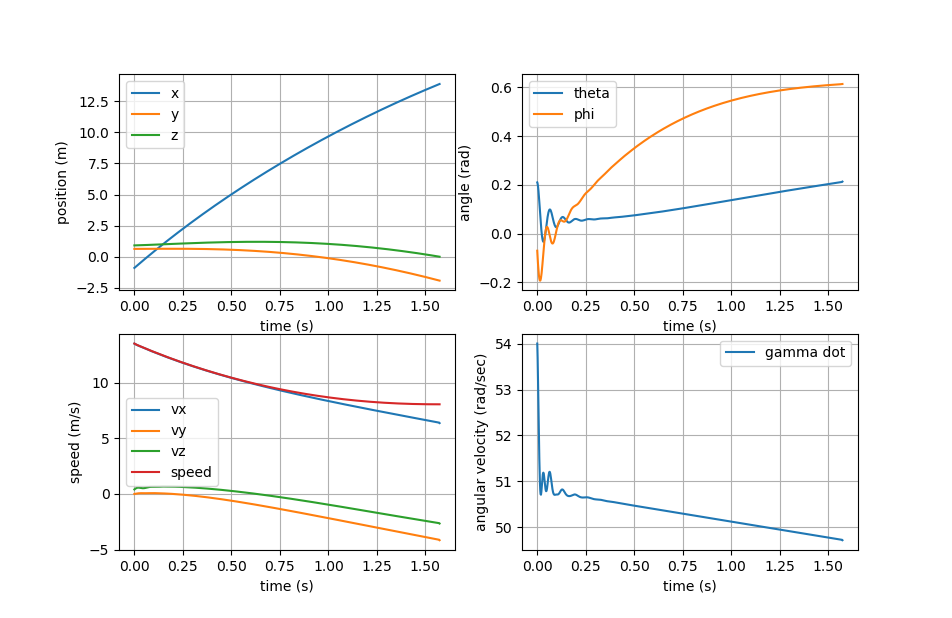 x
y
z
12.5
10.0
7.5
5.0
2.5
0.0
−2.5
position (m)
0.00 0.25 0.50 0.75 1.00 1.25 1.50
time (s)
theta
phi
0.6
0.4
0.2
0.0
−0.2
angle (rad)
0.00 0.25 0.50 0.75 1.00 1.25 1.50
time (s)
10
5
0
−5
speed (m/s)
vx
vy
vz
speed
0.00 0.25 0.50 0.75 1.00 1.25 1.50
time (s)
gamma dot
54
53
52
51
50
angular velocity (rad/sec)
0.00 0.25 0.50 0.75 1.00 1.25 1.50
time (s)